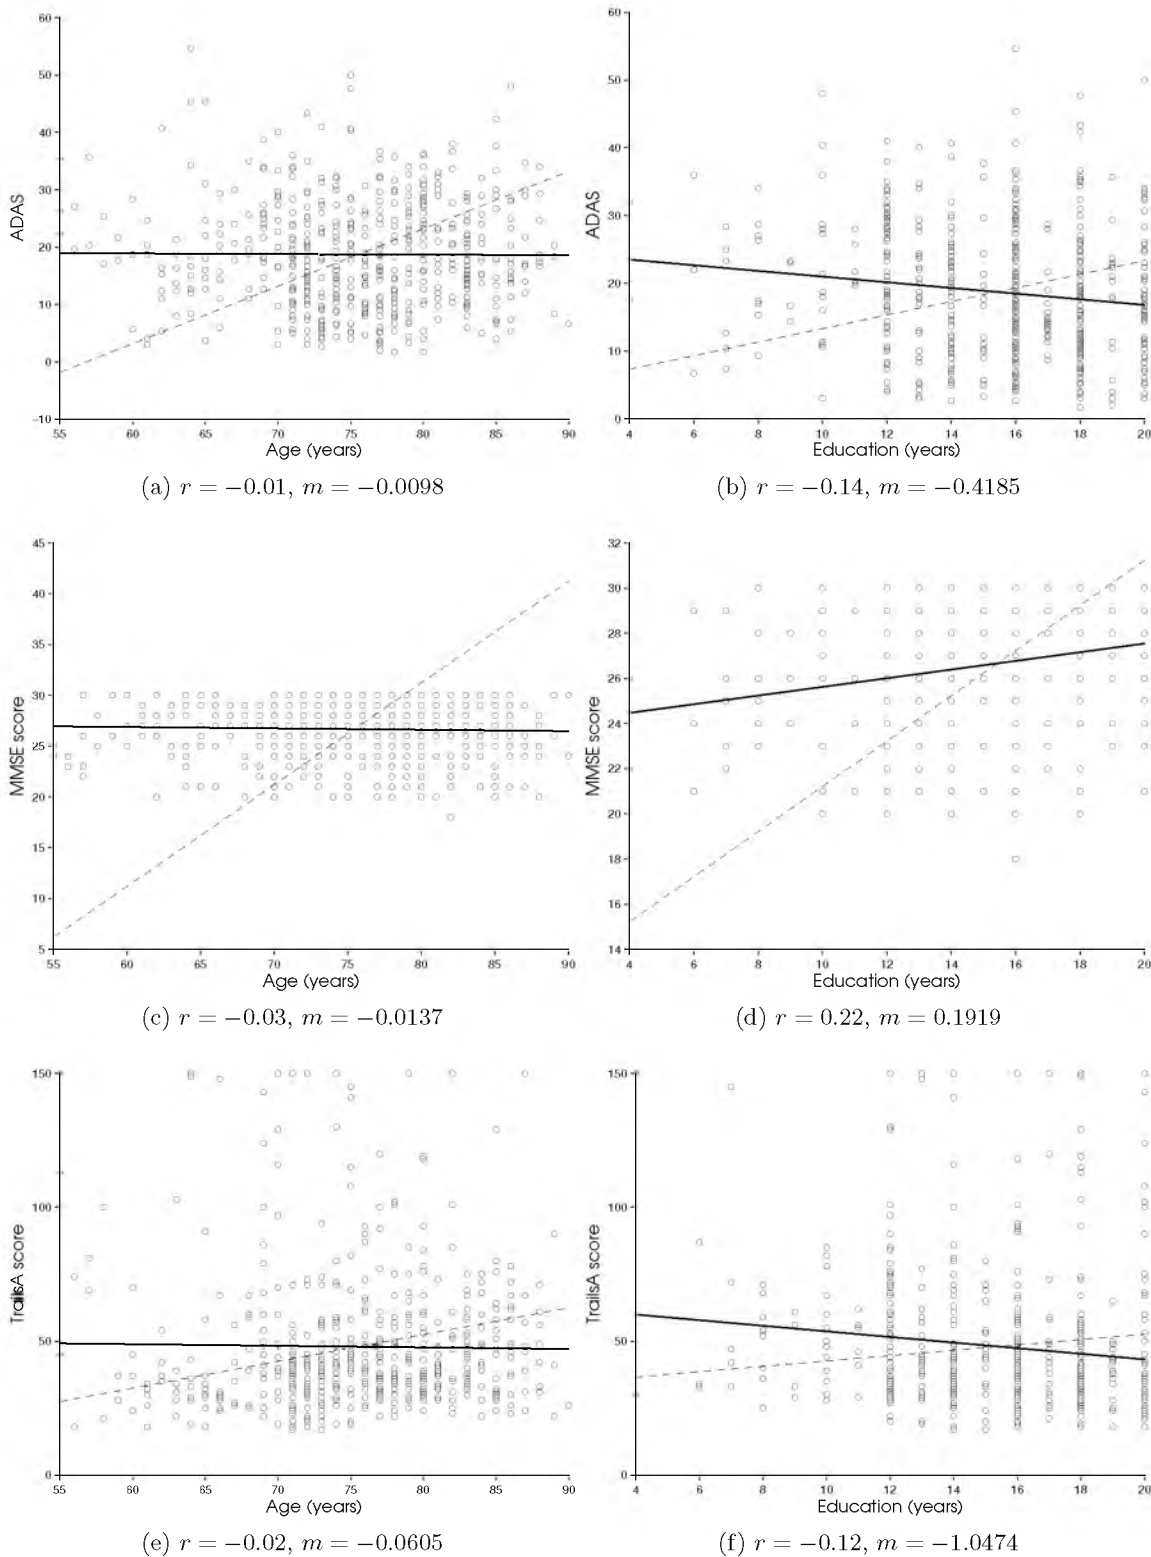 60
50
40
30
20
10
0
-10
ADAS
55 60 65 70 75 80 85 90
Age (years)
(a) r = −0.01, m = −0.0098
60
50
40
30
20
10
0
ADAS
4 6 8 10 12 14 16 18 20
Education (years)
(b) r = −0.14, m = −0.4185
45
40
35
30
25
20
15
10
5
MMSE score
55 60 65 70 75 80 85 90
Age (years)
(c) r = −0.03, m = −0.0137
32
30
28
26
24
22
20
18
16
14
MMSE score
4 6 8 10 12 14 16 18 20
Education (years)
(d) r = 0.22, m = 0.1919
150
100
50
0
TrailsA score
55 60 65 70 75 80 85 90
Age (years)
(e) r = −0.02, m = −0.0605
150
100
50
0
TrailsA score
4 6 8 10 12 14 16 18 20
Education (years)
(f) r = −0.12, m = −1.0474